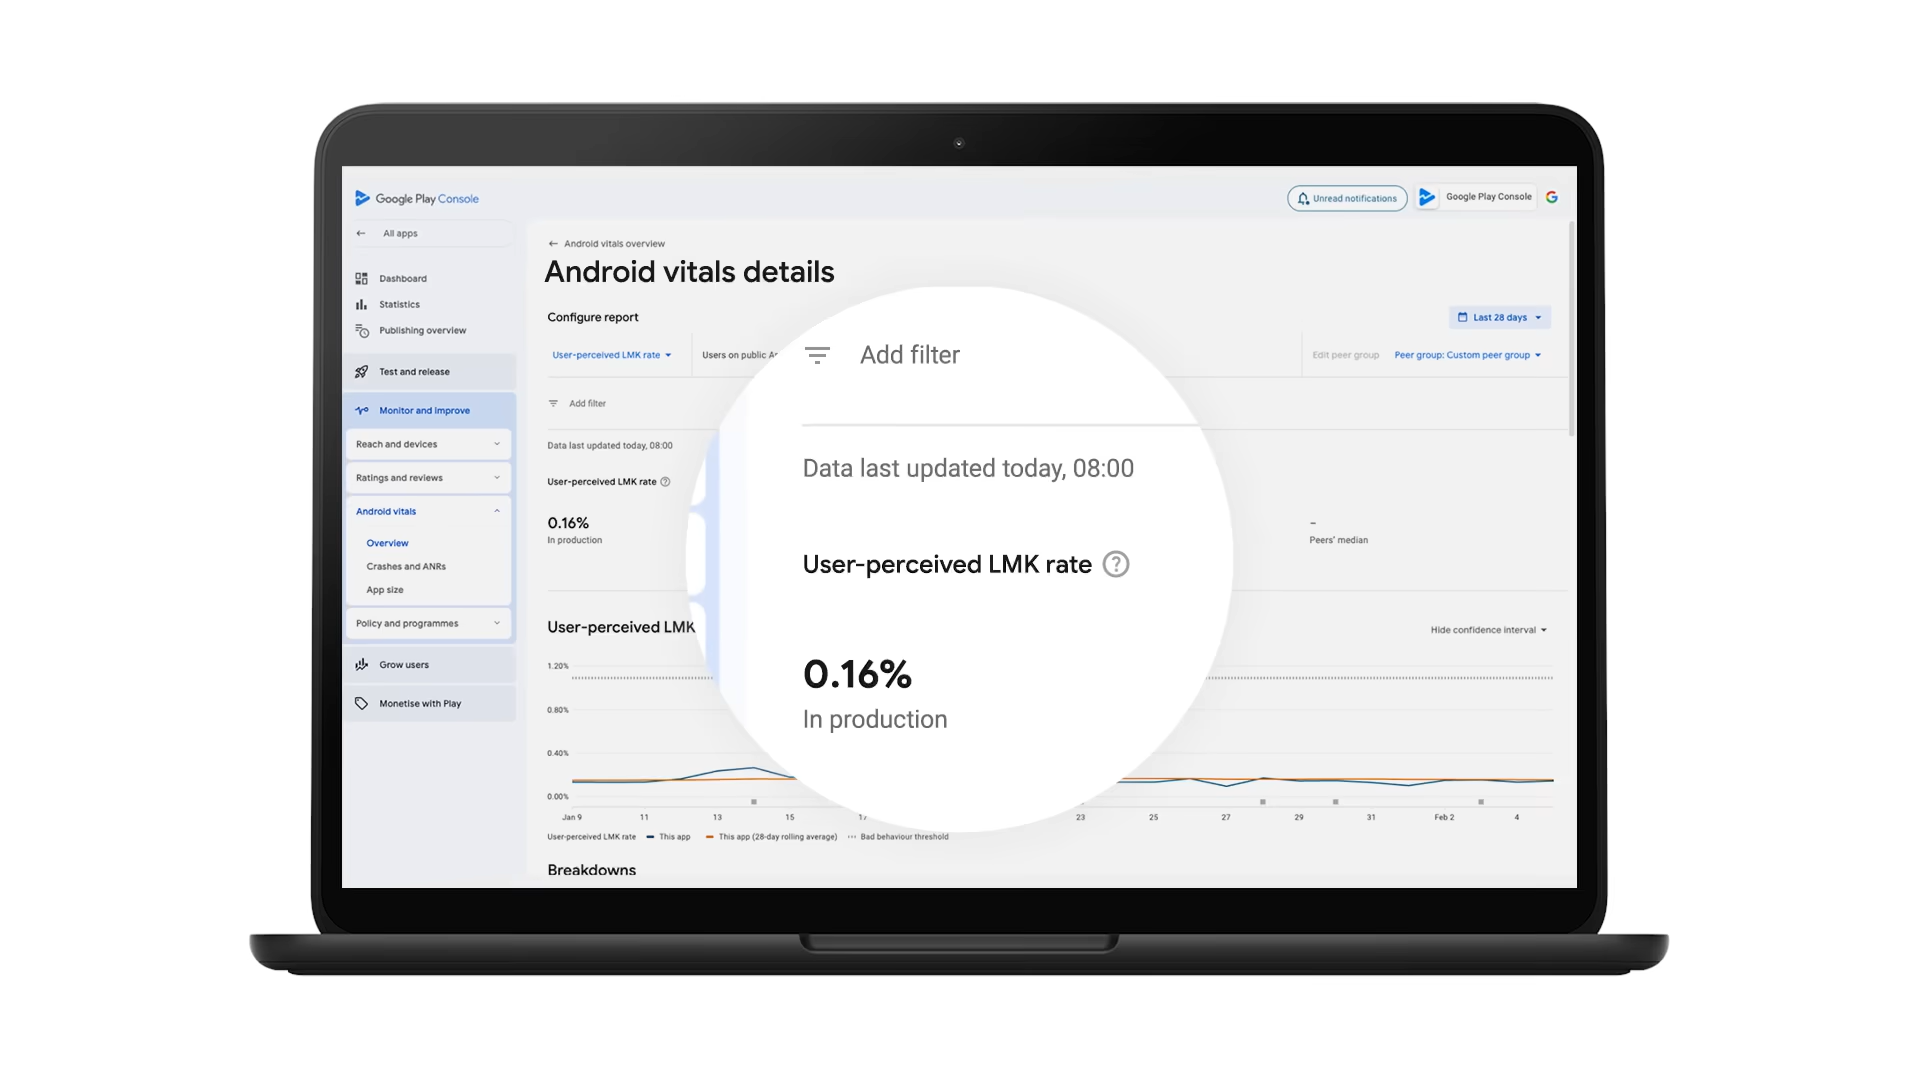 Google Play Console
Unread notifications
Google Play Console
All apps
Dashboard
Statistics
Publishing overview
Test and release
Monitor and improve
Reach and devices
Ratings and reviews
Android vitals
Overview
Crashes and ANRs
App size
Policy and programmes
Grow users
Monetise with Play
Android vitals overview
Android vitals details
Configure report
Last 28 days
User-perceived LMK rate
Users on public
Edit peer group
Peer group: Custom peer group
Add filter
Data last updated today, 08:00
User-perceived LMK rate
0.16%
In production
–
Peers' median
Add filter
Data last updated today, 08:00
User-perceived LMK rate
0.16%
In production
User-perceived LMK
Hide confidence interval
1.20%
0.80%
0.40%
0.00%
Jan 9 11 13 15 17 23 25 27 29 31 Feb 2 4
User-perceived LMK rate This app This app (28-day rolling average) Bad behaviour threshold
Breakdowns